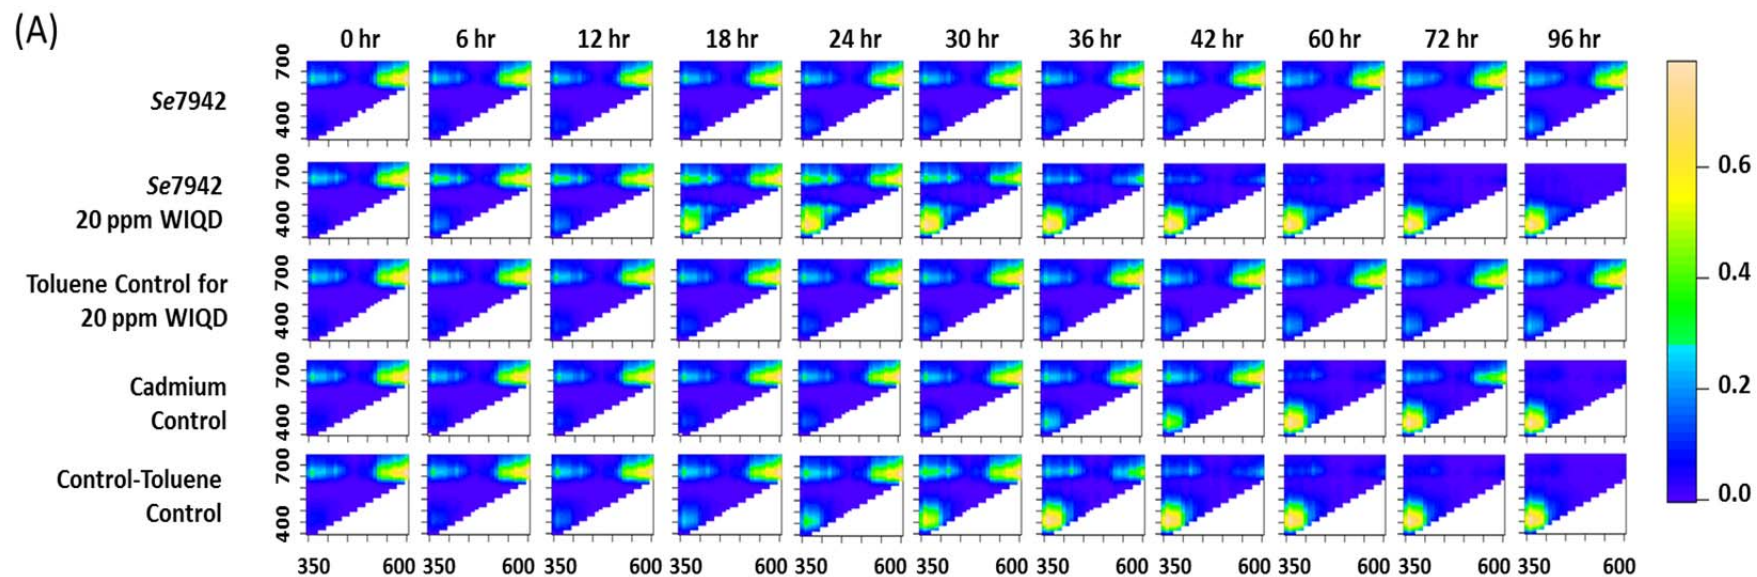 (A)
0 hr 6 hr 12 hr 18 hr 24 hr 30 hr 36 hr 42 hr 60 hr 72 hr 96 hr
Se7942
700
400
Se7942
20 ppm WIQD
700
400
Toluene Control for
20 ppm WIQD
700
400
Cadmium
Control
700
400
Control-Toluene
Control
700
400
350 600 350 600 350 600 350 600 350 600 350 600 350 600 350 600 350 600 350 600 350 600
0.6
0.4
0.2
0.0